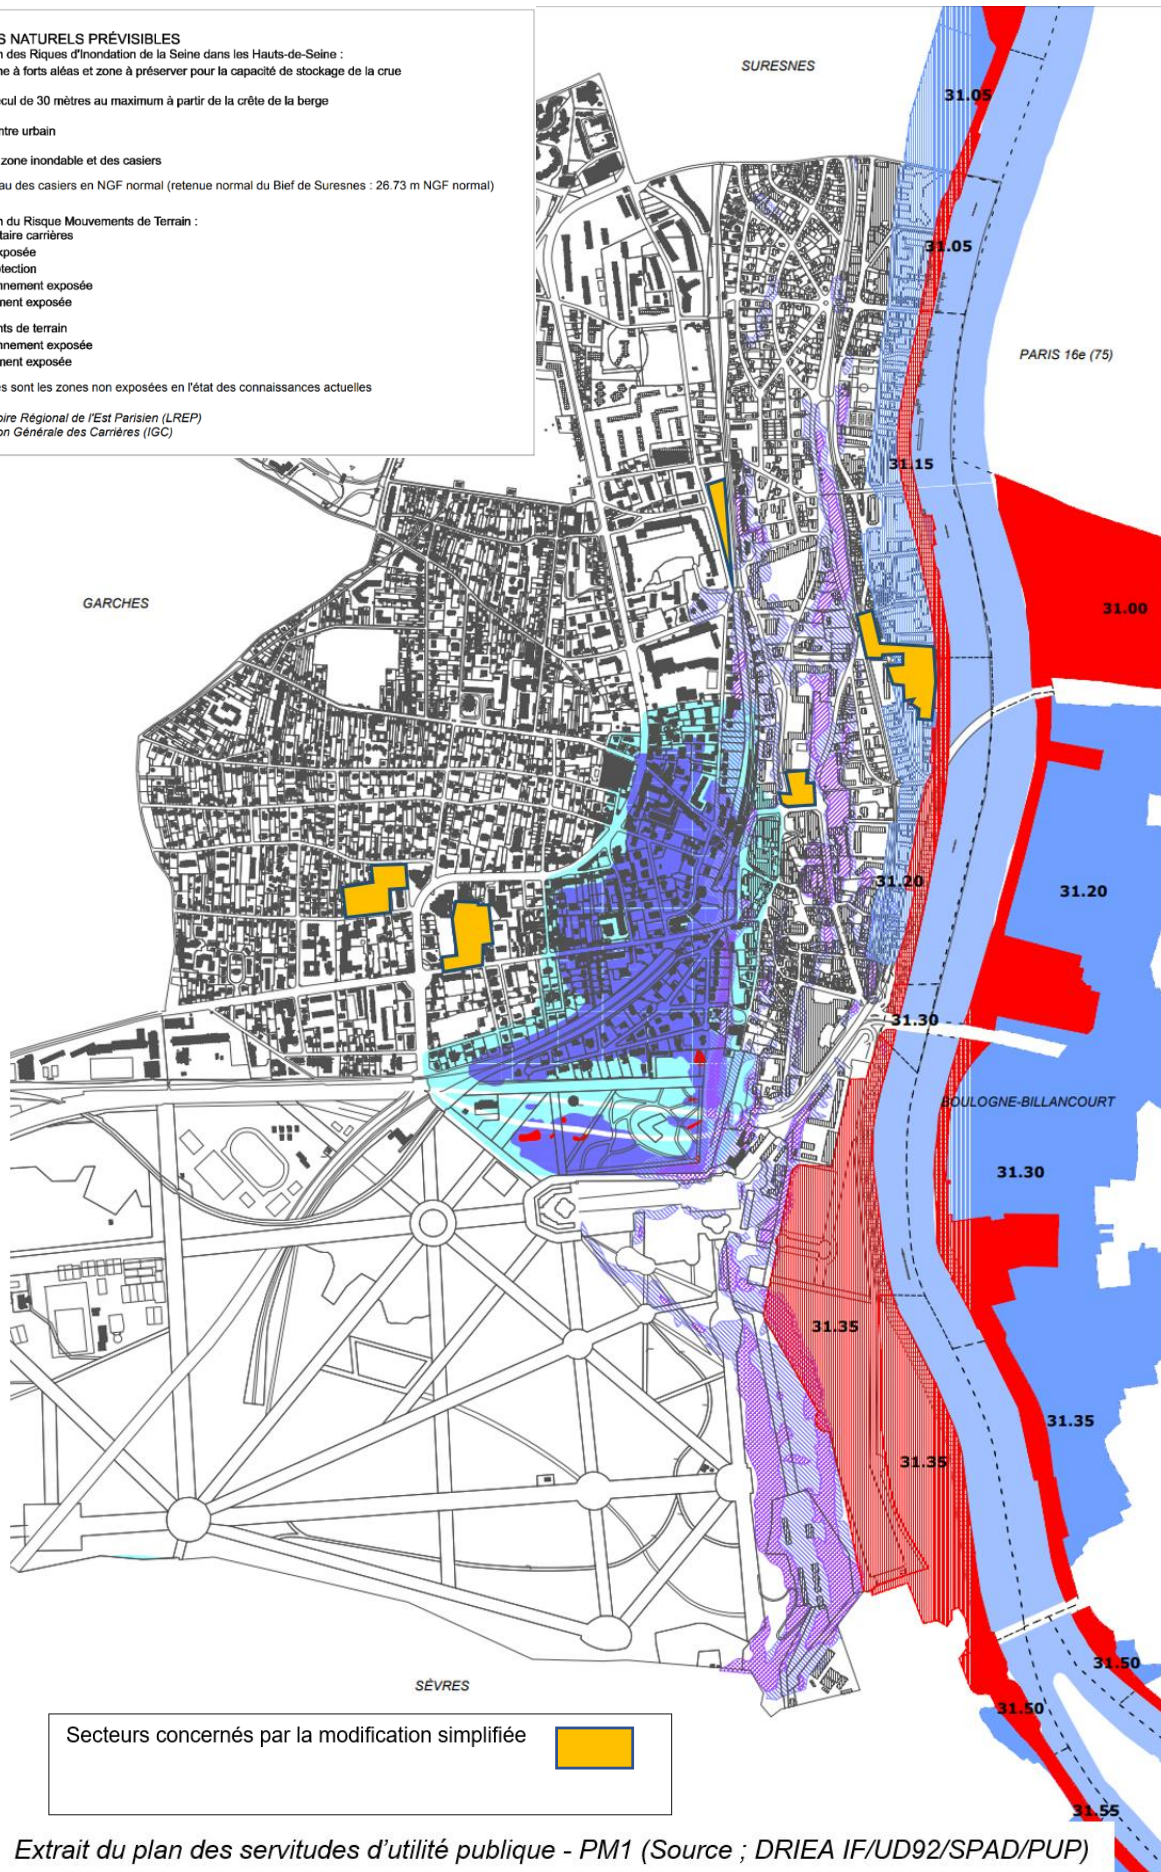 S NATURELS PRÉVISIBLES
n des Riques d'Inondation de la Seine dans les Hauts-de-Seine :
ne à forts aléas et zone à préserver pour la capacité de stockage de la crue
écul de 30 mètres au maximum à partir de la crête de la berge
ntre urbain
zone inondable et des casiers
au des casiers en NGF normal (retenue normal du Bief de Suresnes : 26.73 m NGF normal)
n du Risque Mouvements de Terrain :
taire carrières
xposée
tection
nnement exposée
ment exposée
nts de terrain
nnement exposée
ment exposée
es sont les zones non exposées en l'état des connaissances actuelles
oire Régional de l'Est Parisien (LREP)
on Générale des Carrières (IGC)
SURESNES
31.05
31.05
PARIS 16e (75)
31.15
GARCHES
31.00
31.20
31.20
31.30
BOULOGNE-BILLANCOURT
31.30
31.35
31.35
31.35
31.50
SÈVRES
31.50
Secteurs concernés par la modification simplifiée
31.55
Extrait du plan des servitudes d'utilité publique - PM1 (Source ; DRIEA IF/UD92/SPAD/PUP)